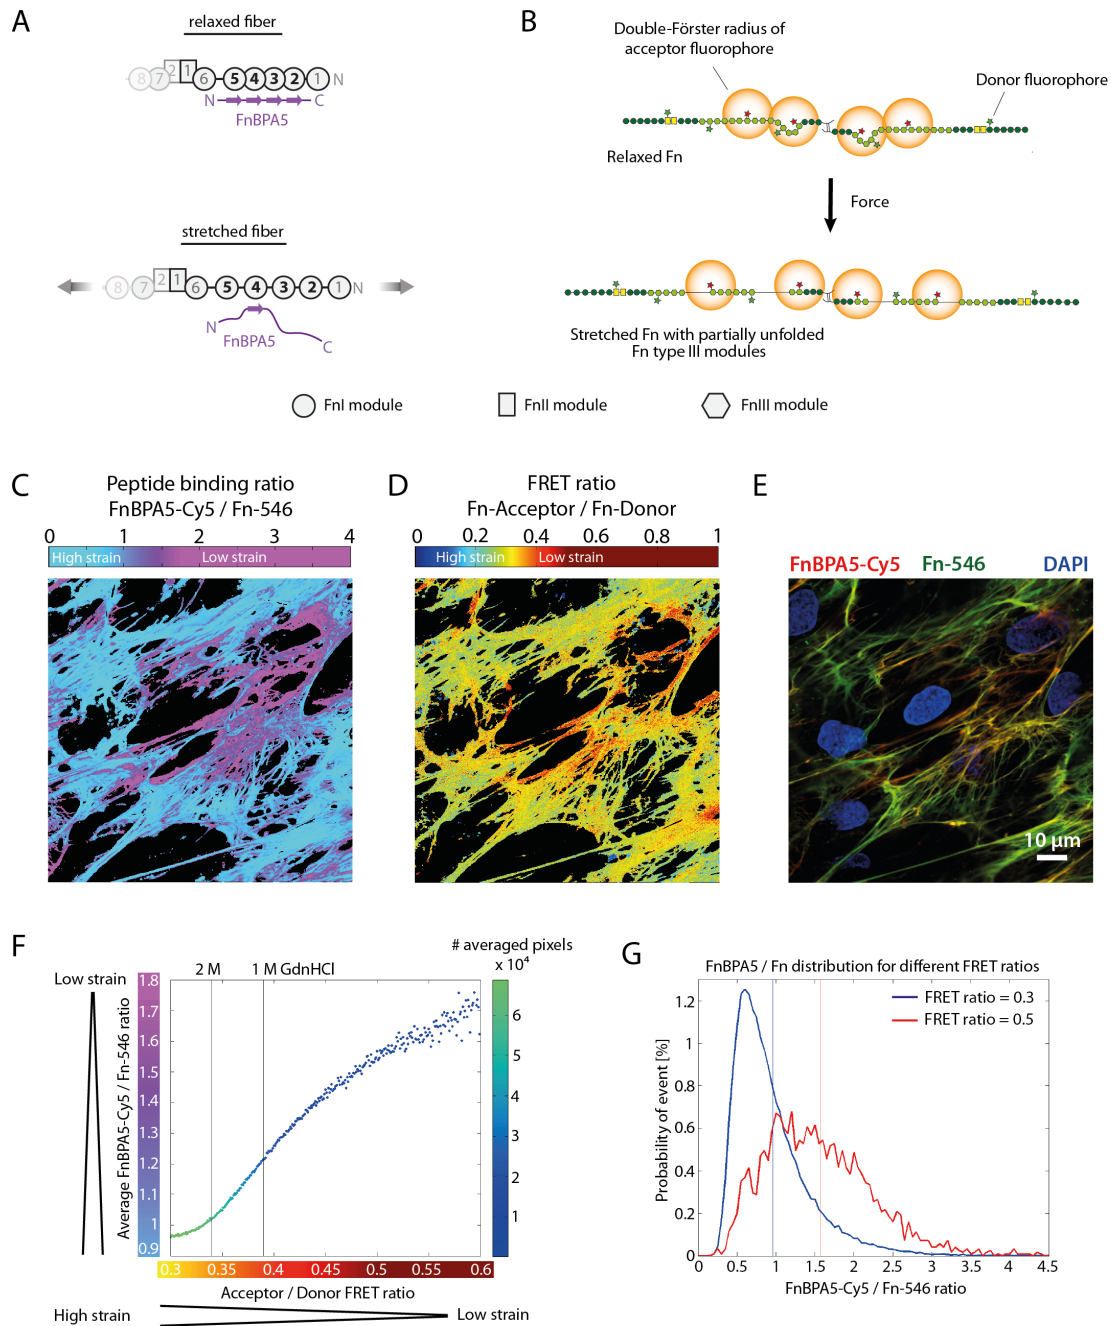 A
relaxed fiber
8 7 2 1 6 5 4 3 2 1 N
N C
FnBPA5
stretched fiber
8 7 2 1 6 5 4 3 2 1 N
N
FnBPA5
C
B
Double-Förster radius of
acceptor fluorophore
Donor fluorophore
Relaxed Fn
Force
Stretched Fn with partially unfolded
Fn type III modules
FnI module FnII module FnIII module
C
Peptide binding ratio
FnBPA5-Cy5 / Fn-546
0 1 2 3 4
High strain Low strain
D
FRET ratio
Fn-Acceptor / Fn-Donor
0 0.2 0.4 0.6 0.8 1
High strain Low strain
E
FnBPA5-Cy5 Fn-546 DAPI
10 µm
F
Low strain
Average FnBPA5-Cy5 / Fn-546 ratio
1.8
1.7
1.6
1.5
1.4
1.3
1.2
1.1
1
0.9
2 M 1 M GdnHCl
# averaged pixels
x 10⁴
6
5
4
3
2
1
0.3 0.35 0.4 0.45 0.5 0.55 0.6
Acceptor / Donor FRET ratio
High strain Low strain
G
FnBPA5 / Fn distribution for different FRET ratios
FRET ratio = 0.3
FRET ratio = 0.5
Probability of event [%]
1.2
1
0.8
0.6
0.4
0.2
0
0 0.5 1 1.5 2 2.5 3 3.5 4 4.5
FnBPA5-Cy5 / Fn-546 ratio